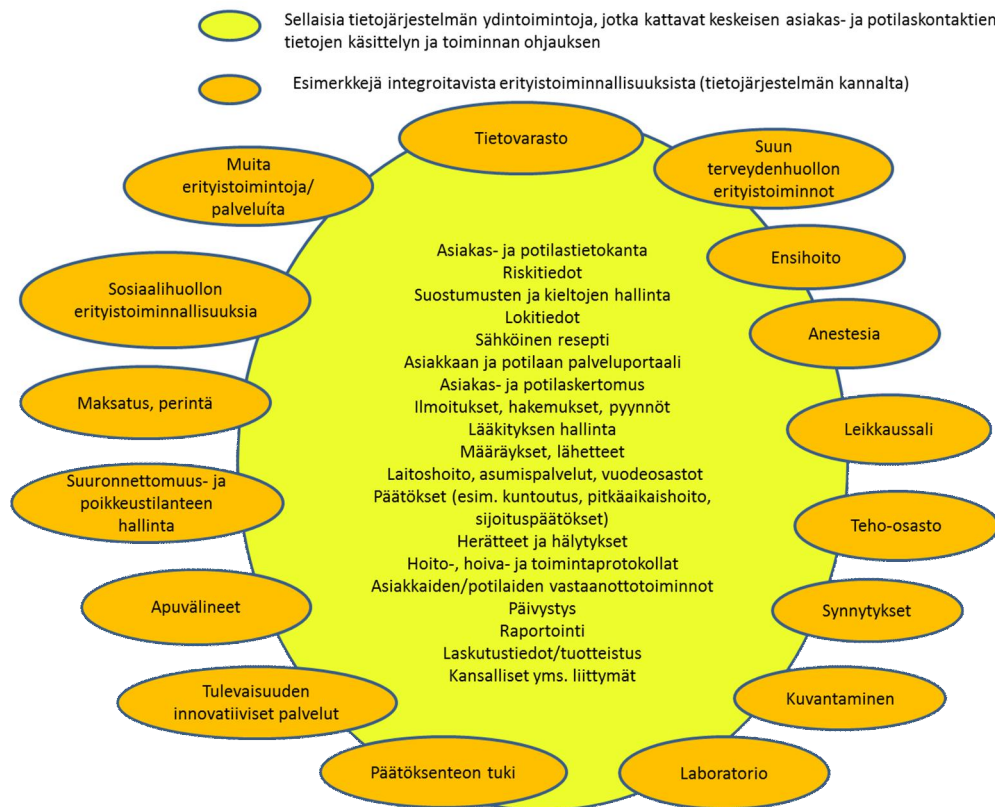 Sellaisia tietojärjestelmän ydintoimintoja, jotka kattavat keskeisen asiakas- ja potilaskontaktien
tietojen käsittelyn ja toiminnan ohjauksen
Esimerkkejä integroitavista erityistoiminnallisuuksista (tietojärjestelmän kannalta)
Tietovarasto
Suun
terveydenhuollon
erityistoiminnot
Ensihoito
Anestesia
Leikkaussali
Teho-osasto
Synnytykset
Kuvantaminen
Laboratorio
Päätöksenteon tuki
Tulevaisuuden
innovatiiviset palvelut
Apuvälineet
Suuronnettomuus- ja
poikkeustilanteen
hallinta
Maksatus, perintä
Sosiaalihuollon
erityistoiminnallisuuksia
Muita
erityistoimintoja/
palveluita
Asiakas- ja potilastietokanta
Riskitiedot
Suostumusten ja kieltojen hallinta
Lokitiedot
Sähköinen resepti
Asiakkaan ja potilaan palveluportaali
Asiakas- ja potilaskertomus
Ilmoitukset, hakemukset, pyynnöt
Lääkityksen hallinta
Määräykset, lähetteet
Laitoshoito, asumispalvelut, vuodeosastot
Päätökset (esim. kuntoutus, pitkäaikaishoito,
sijoituspäätökset)
Herätteet ja hälytykset
Hoito-, hoiva- ja toimintaprotokollat
Asiakkaiden/potilaiden vastaanottotoiminnot
Päivystys
Raportointi
Laskutustiedot/tuotteistus
Kansalliset yms. liittymät